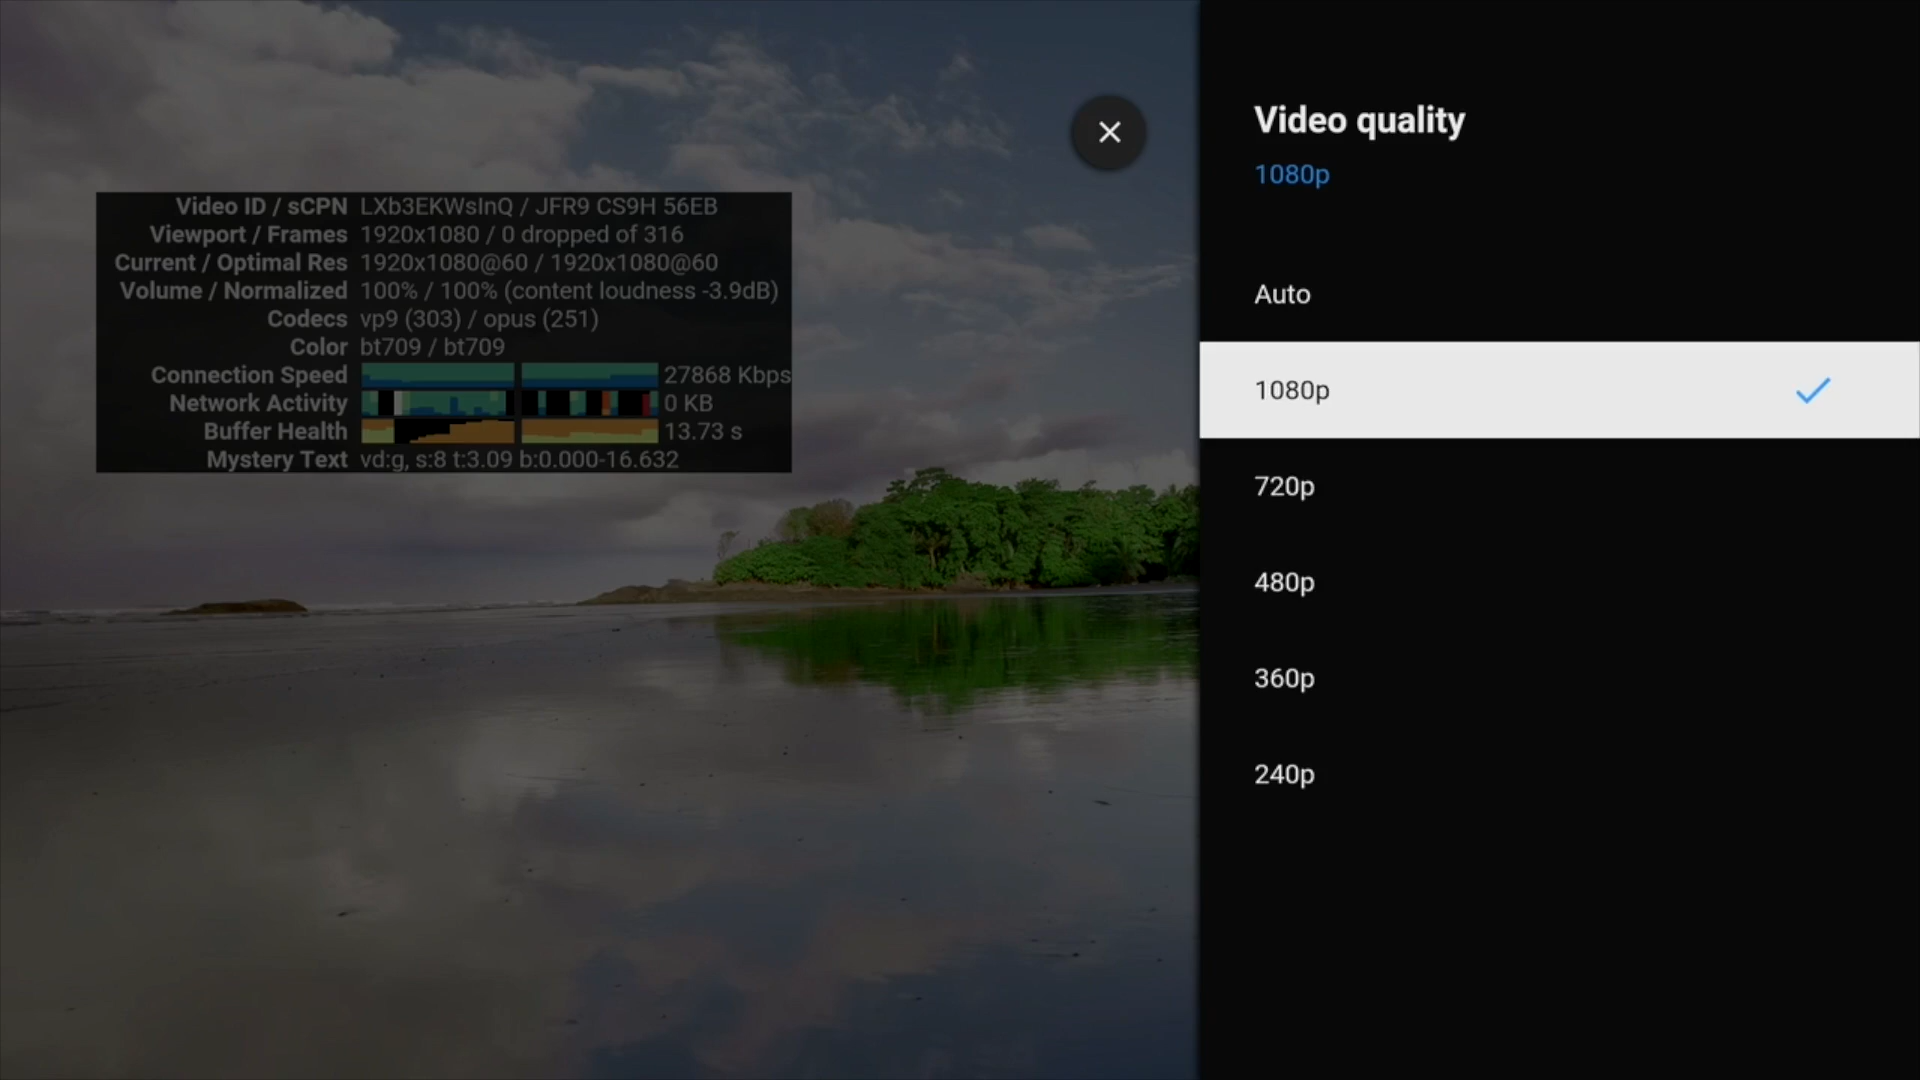 Video ID / sCPN LXb3EKWsInQ / JFR9 CS9H 56EB
Viewport / Frames 1920x1080 / 0 dropped of 316
Current / Optimal Res 1920x1080@60 / 1920x1080@60
Volume / Normalized 100% / 100% (content loudness -3.9dB)
Codecs vp9 (303) / opus (251)
Color bt709 / bt709
Connection Speed 27868 Kbps
Network Activity 0 KB
Buffer Health 13.73 s
Mystery Text vd:g, s:8 t:3.09 b:0.000-16.632
Video quality
1080p
Auto
1080p
720p
480p
360p
240p